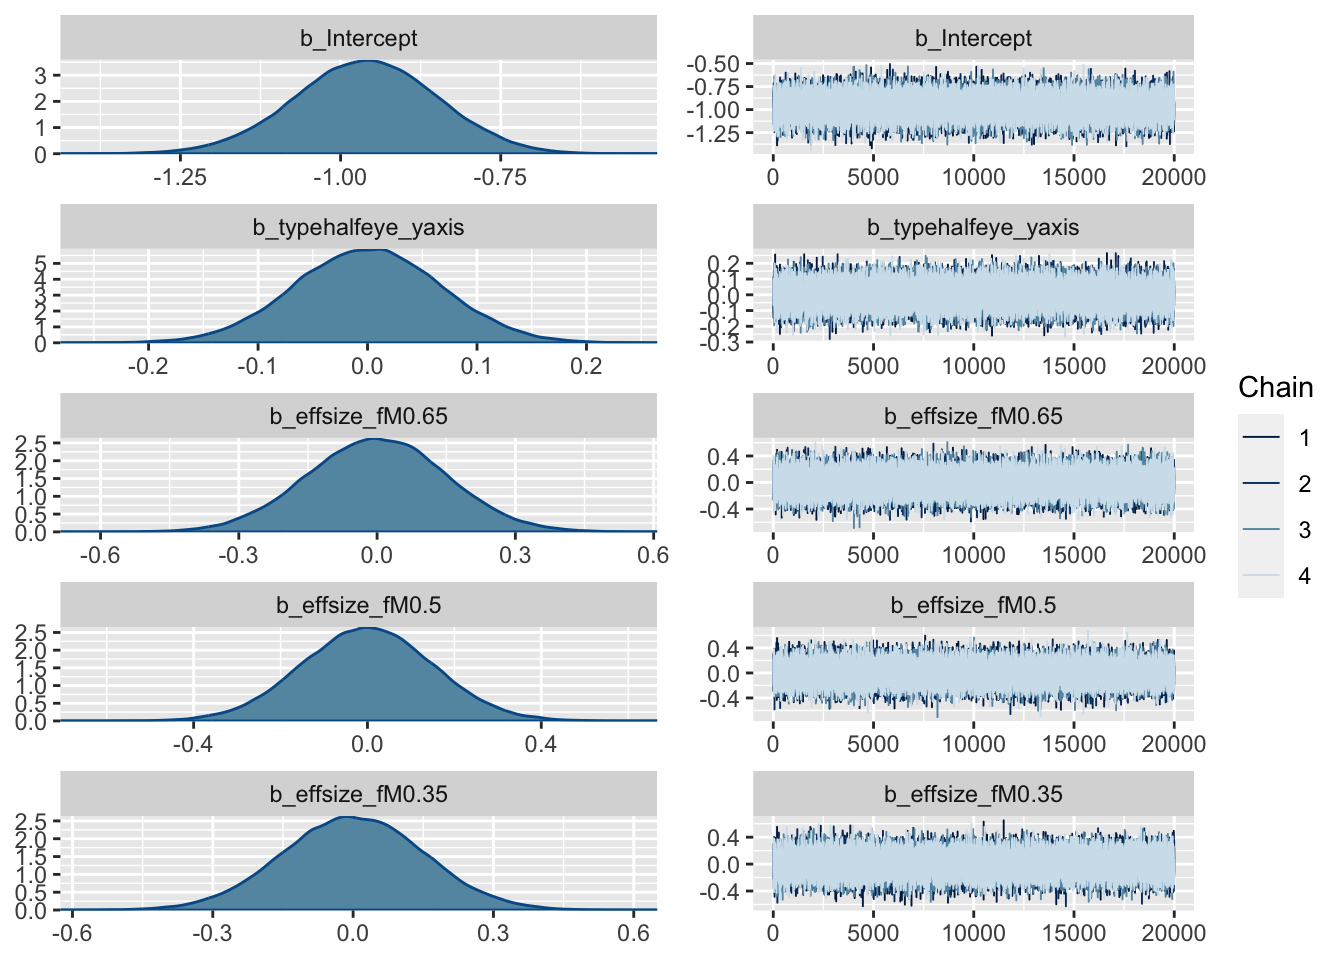 b_Intercept
3
2
1
0
-1.25 -1.00 -0.75
b_Intercept
-0.50
-0.75
-1.00
-1.25
0 5000 10000 15000 20000
b_typehalfeye_yaxis
5
4
3
2
1
0
-0.2 -0.1 0.0 0.1 0.2
b_typehalfeye_yaxis
0.2
0.1
0.0
-0.1
-0.2
-0.3
0 5000 10000 15000 20000
b_effsize_fM0.65
2.5
2.0
1.5
1.0
0.5
0.0
-0.6 -0.3 0.0 0.3 0.6
b_effsize_fM0.65
0.4
0.0
-0.4
0 5000 10000 15000 20000
b_effsize_fM0.5
2.5
2.0
1.5
1.0
0.5
0.0
-0.4 0.0 0.4
b_effsize_fM0.5
0.4
0.0
-0.4
0 5000 10000 15000 20000
b_effsize_fM0.35
2.5
2.0
1.5
1.0
0.5
0.0
-0.6 -0.3 0.0 0.3 0.6
b_effsize_fM0.35
0.4
0.0
-0.4
0 5000 10000 15000 20000
Chain
1
2
3
4